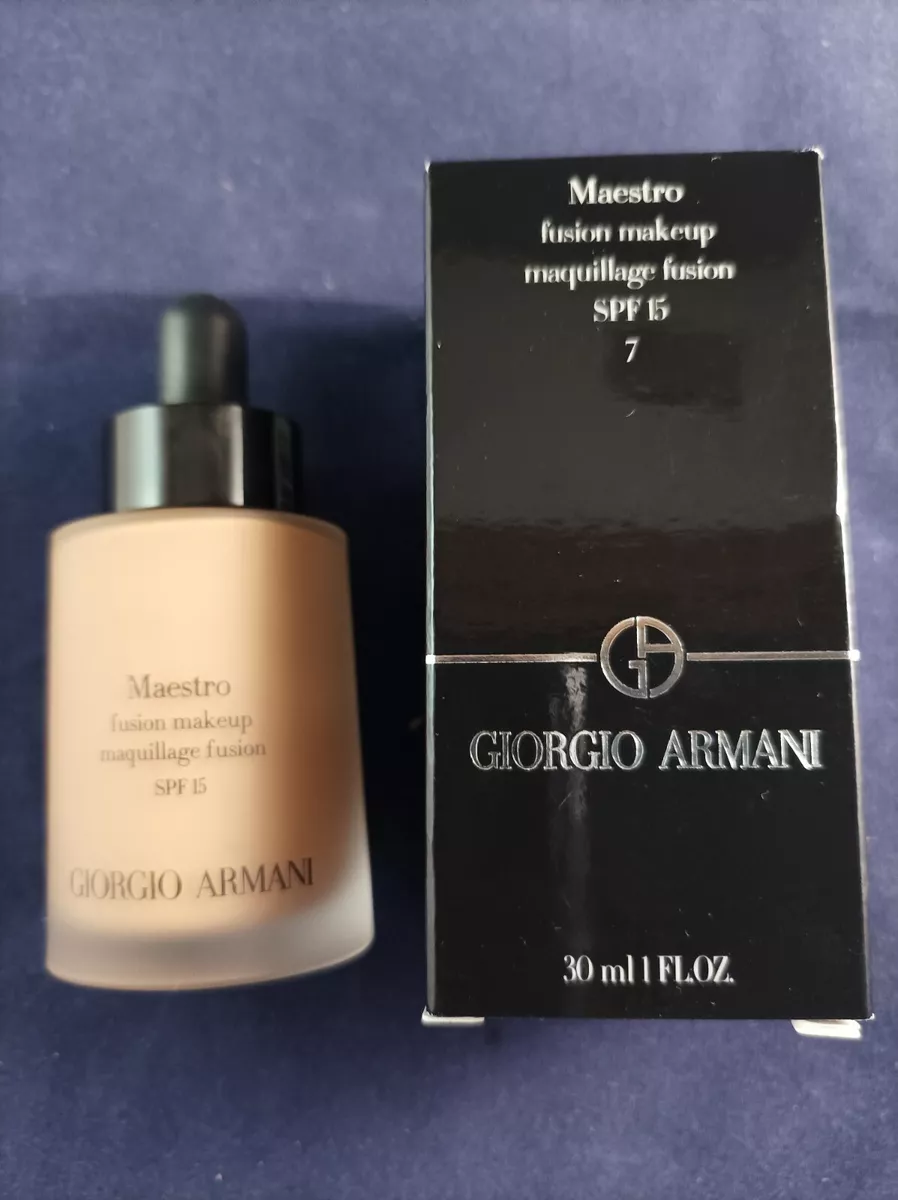 Maestro
fusion makeup
maquillage fusion
SPF 15
GIORGIO ARMANI
Maestro
fusion makeup
maquillage fusion
SPF 15
7
GA
GIORGIO ARMANI
30 ml 1 FL.OZ.